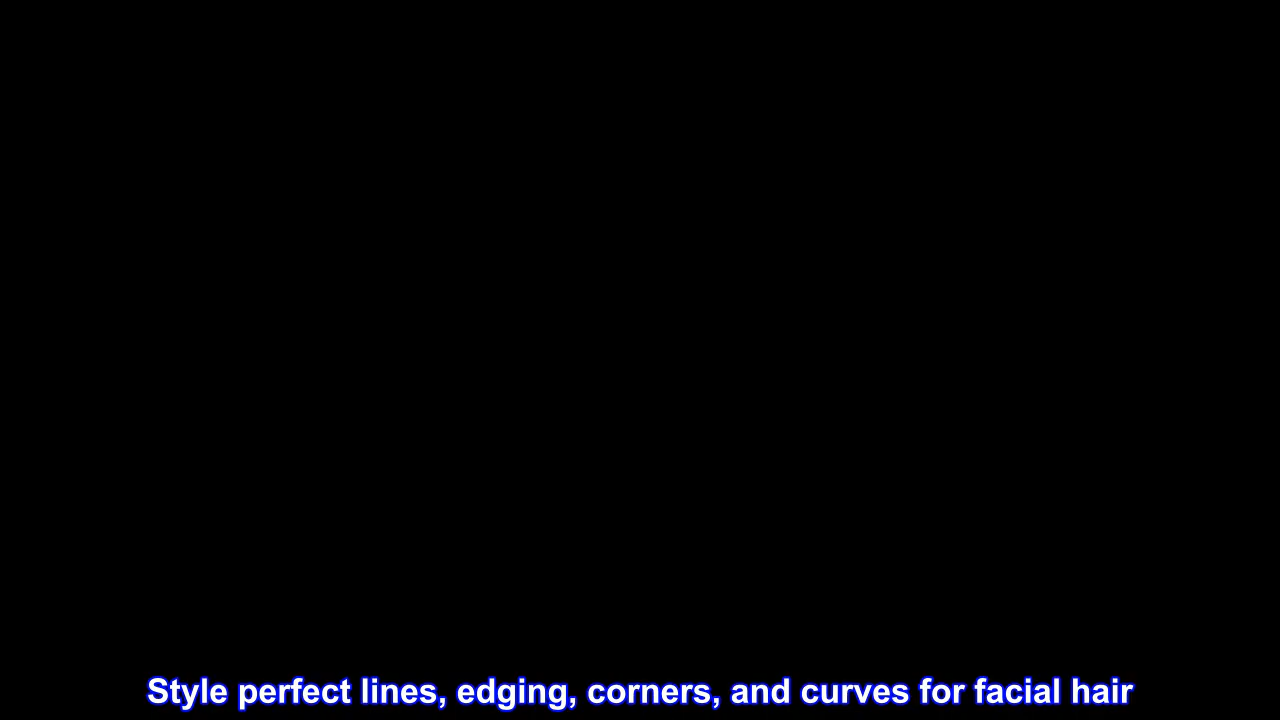 Style perfect lines, edging, corners, and curves for facial hair